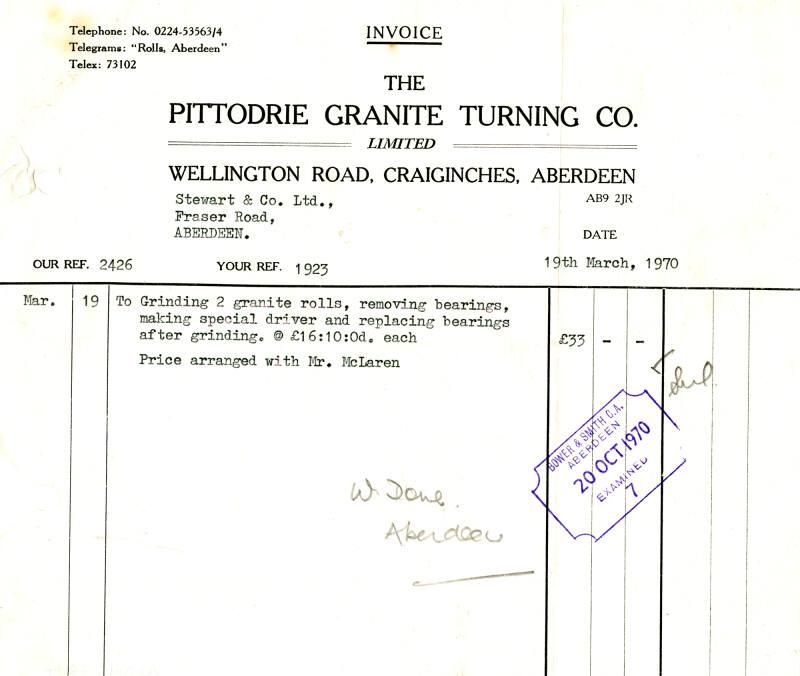 Telephone: No. 0224-53563/4
Telegrams: "Rolls, Aberdeen"
Telex: 73102
INVOICE
THE
PITTODRIE GRANITE TURNING CO.
LIMITED
WELLINGTON ROAD, CRAIGINCHES, ABERDEEN
AB9 2JR
Stewart & Co. Ltd.,
Fraser Road,
ABERDEEN.
DATE
OUR REF. 2426 YOUR REF. 1923 19th March, 1970
Mar. 19 To Grinding 2 granite rolls, removing bearings,
making special driver and replacing bearings
after grinding. @ £16:10:0d. each £33 - -
Price arranged with Mr. McLaren
BOWER & SMITH C.A.
ABERDEEN
20 OCT 1970
EXAMINED
7
W. Done.
Aberdeen